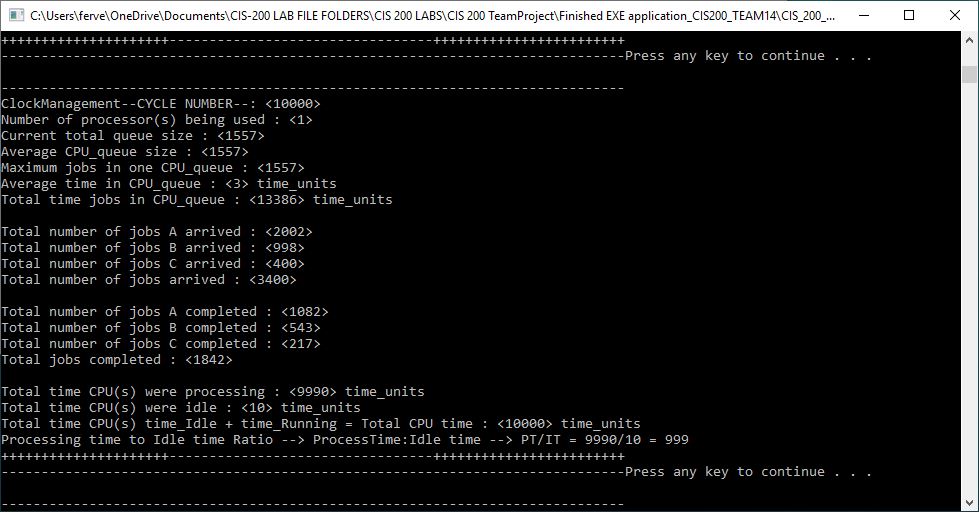 C:\Users\ferve\OneDrive\Documents\CIS-200 LAB FILE FOLDERS\CIS 200 LABS\CIS 200 TeamProject\Finished EXE application_CIS200_TEAM14\CIS_200_...
+++++++++++++++++++++---------------------------------++++++++++++++++++++++++
------------------------------------------------------------------------------Press any key to continue . . .
------------------------------------------------------------------------------
ClockManagement--CYCLE NUMBER--: <10000>
Number of processor(s) being used : <1>
Current total queue size : <1557>
Average CPU_queue size : <1557>
Maximum jobs in one CPU_queue : <1557>
Average time in CPU_queue : <3> time_units
Total time jobs in CPU_queue : <13386> time_units
Total number of jobs A arrived : <2002>
Total number of jobs B arrived : <998>
Total number of jobs C arrived : <400>
Total number of jobs arrived : <3400>
Total number of jobs A completed : <1082>
Total number of jobs B completed : <543>
Total number of jobs C completed : <217>
Total jobs completed : <1842>
Total time CPU(s) were processing : <9990> time_units
Total time CPU(s) were idle : <10> time_units
Total time CPU(s) time_Idle + time_Running = Total CPU time : <10000> time_units
Processing time to Idle time Ratio --> ProcessTime:Idle time --> PT/IT = 9990/10 = 999
+++++++++++++++++++++---------------------------------++++++++++++++++++++++++
------------------------------------------------------------------------------Press any key to continue . . .
------------------------------------------------------------------------------